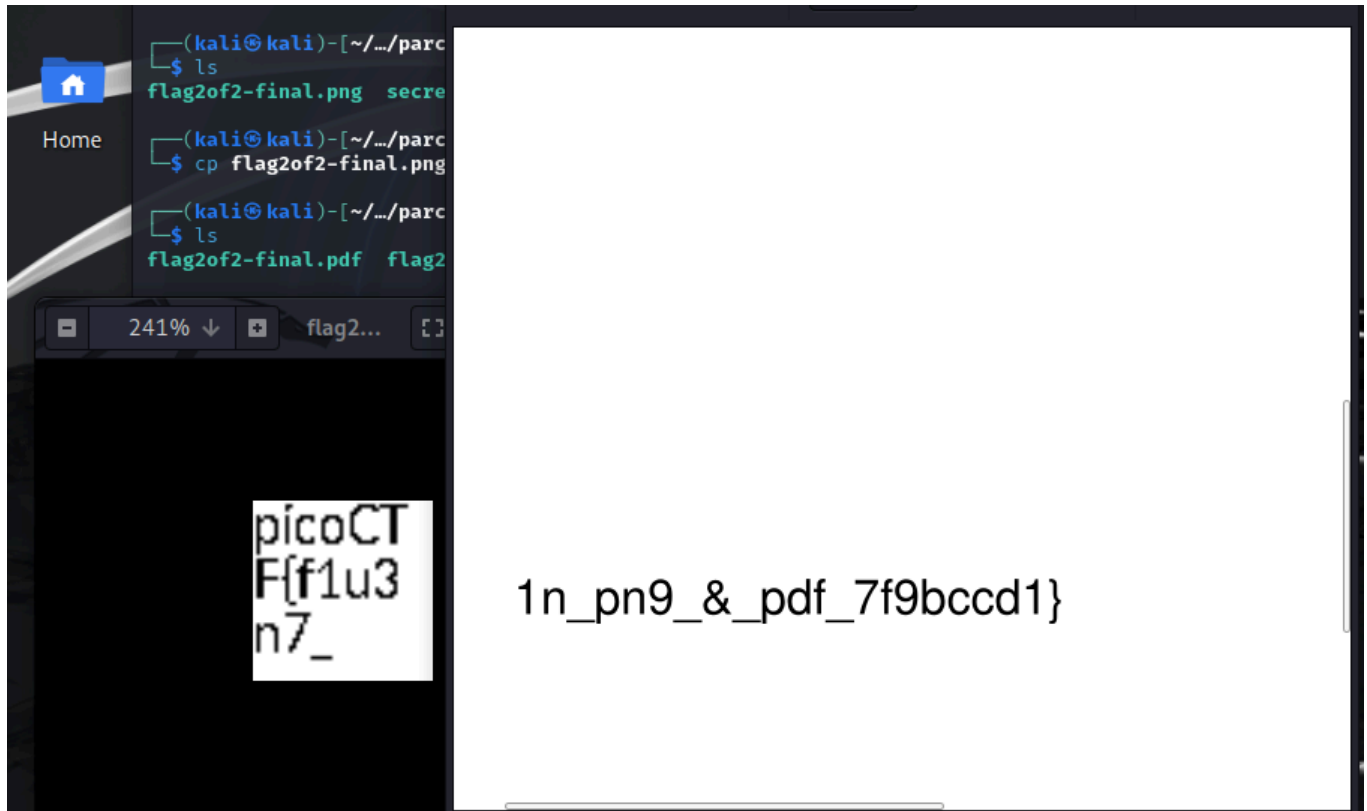 ┌──(kali㉿kali)-[~/…/parc
└─$ ls
flag2of2-final.png secre
┌──(kali㉿kali)-[~/…/parc
└─$ cp flag2of2-final.png
┌──(kali㉿kali)-[~/…/parc
└─$ ls
flag2of2-final.pdf flag2
Home
241% ↓ flag2...
picoCT
F{f1u3
n7_
1n_pn9_&_pdf_7f9bccd1}